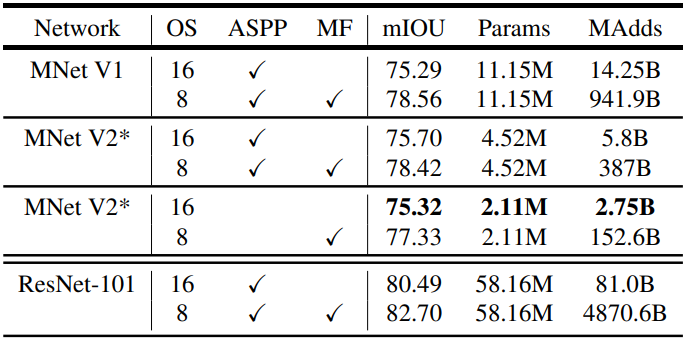 Network OS ASPP MF mIOU Params MAdds
MNet V1 16 ✓ 75.29 11.15M 14.25B
8 ✓ ✓ 78.56 11.15M 941.9B
MNet V2* 16 ✓ 75.70 4.52M 5.8B
8 ✓ ✓ 78.42 4.52M 387B
MNet V2* 16 75.32 2.11M 2.75B
8 ✓ 77.33 2.11M 152.6B
ResNet-101 16 ✓ 80.49 58.16M 81.0B
8 ✓ ✓ 82.70 58.16M 4870.6B